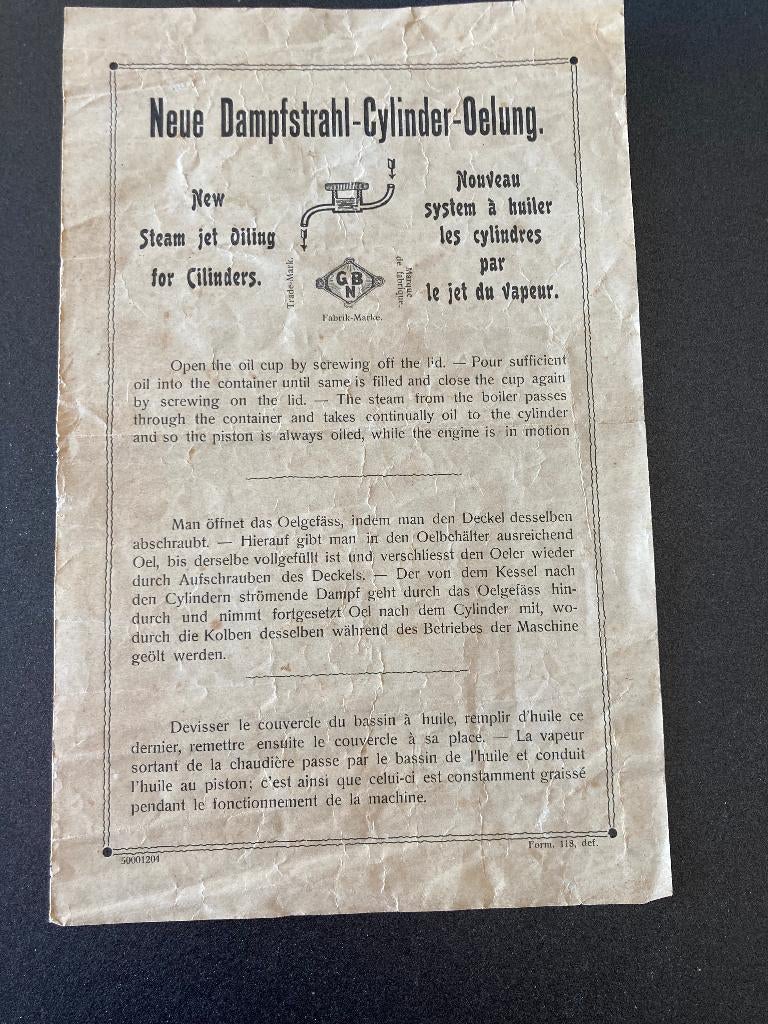 Neue Dampfstrahl-Cylinder-Oelung.
New
Steam jet Oiling
for Cilinders.
Nouveau
system à huiler
les cylindres
par
le jet du vapeur.
Trade-Mark.
G B
N
Marque
de fabrique.
Fabrik-Marke.
Open the oil cup by screwing off the lid. — Pour sufficient
oil into the container until same is filled and close the cup again
by screwing on the lid. — The steam from the boiler passes
through the container and takes continually oil to the cylinder
and so the piston is always oiled, while the engine is in motion
Man öffnet das Oelgefäss, indem man den Deckel desselben
abschraubt. — Hierauf gibt man in den Oelbehälter ausreichend
Oel, bis derselbe vollgefüllt ist und verschliesst den Oeler wieder
durch Aufschrauben des Deckels. — Der von dem Kessel nach
den Cylindern strömende Dampf geht durch das Oelgefäss hin-
durch und nimmt fortgesetzt Oel nach dem Cylinder mit, wo-
durch die Kolben desselben während des Betriebes der Maschine
geölt werden.
Devisser le couvercle du bassin à huile, remplir d'huile ce
dernier, remettre ensuite le couvercle à sa place. — La vapeur
sortant de la chaudière passe par le bassin de l'huile et conduit
l'huile au piston; c'est ainsi que celui-ci est constamment graissé
pendant le fonctionnement de la machine.
50001204
Form. 118, def.